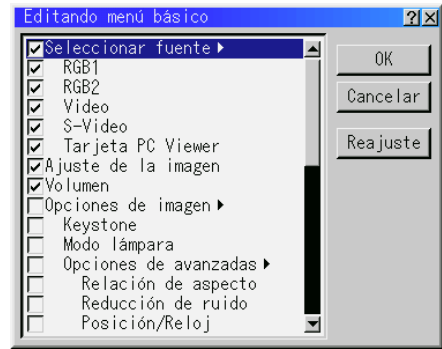 Editando menú básico
Seleccionar fuente
RGB1
RGB2
Video
S-Video
Tarjeta PC Viewer
Ajuste de la imagen
Volumen
Opciones de imagen
Keystone
Modo lámpara
Opciones de avanzadas
Relación de aspecto
Reducción de ruido
Posición/Reloj
OK
Cancelar
Reajuste